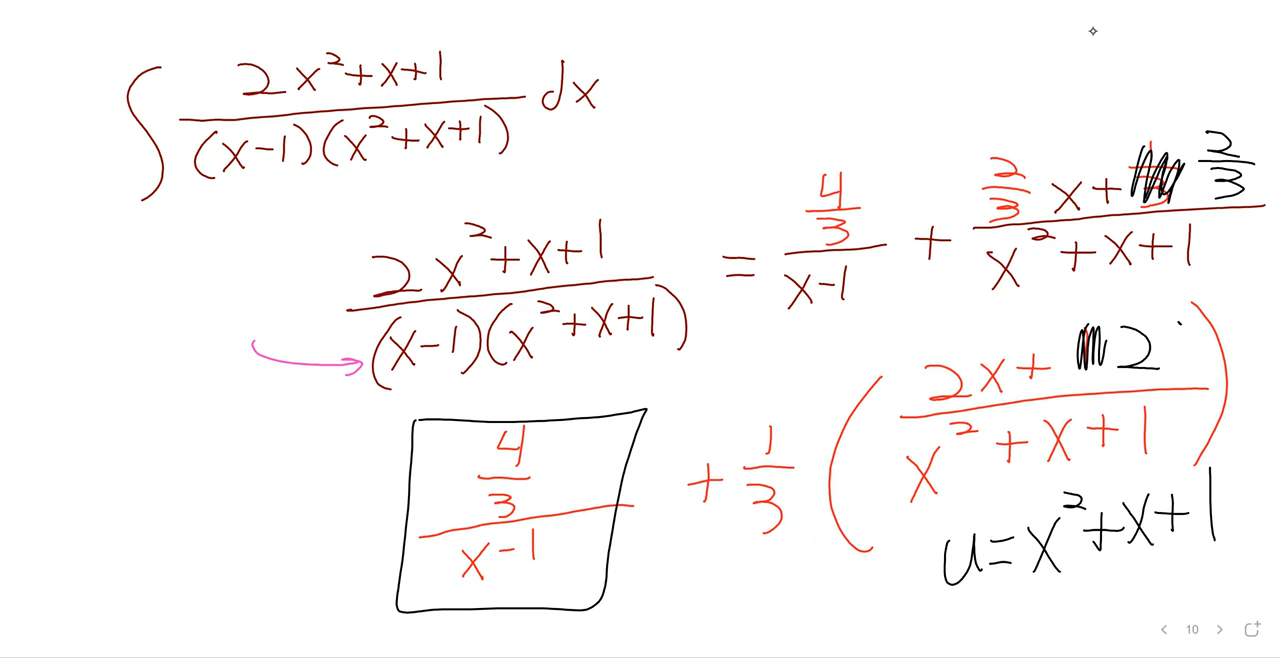 ∫ (2x²+x+1)/((x-1)(x²+x+1)) dx
(2x²+x+1)/((x-1)(x²+x+1)) = (4/3)/(x-1) + (2/3 x + 2/3)/(x²+x+1)
(4/3)/(x-1) + 1/3 ((2x+2)/(x²+x+1))
u=x²+x+1
< 10 >